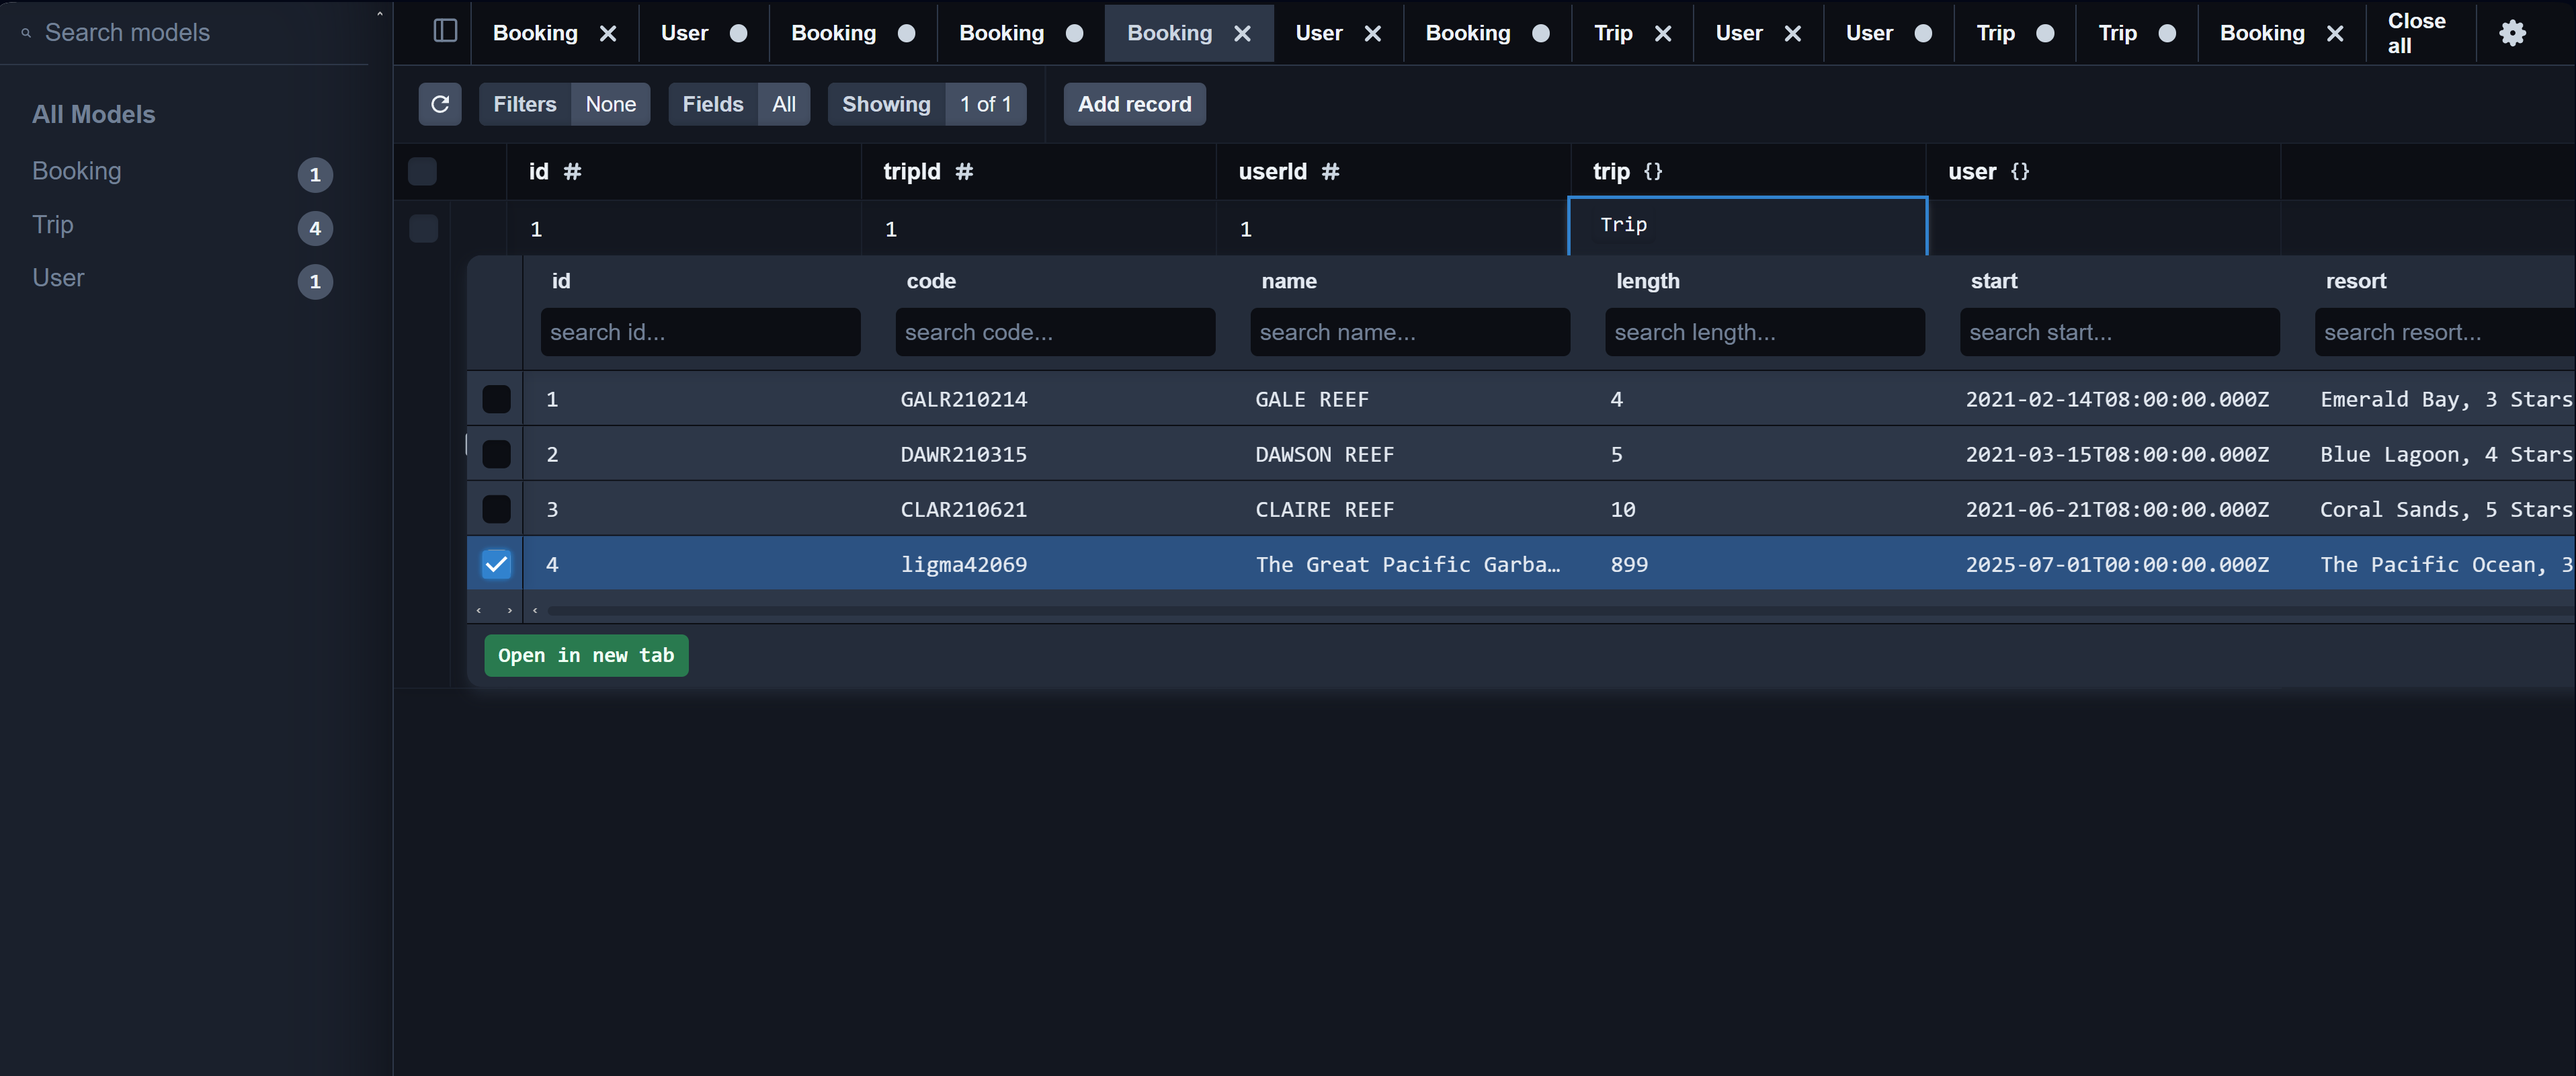 Search models
Booking User Booking Booking Booking User Booking Trip User User Trip Trip Booking Close all
Filters None Fields All Showing 1 of 1 Add record
All Models
Booking 1
Trip 4
User 1
id # tripId # userId # trip {} user {}
1 1 1 Trip
id code name length start resort
search id... search code... search name... search length... search start... search resort...
1 GALR210214 GALE REEF 4 2021-02-14T08:00:00.000Z Emerald Bay, 3 Stars
2 DAWR210315 DAWSON REEF 5 2021-03-15T08:00:00.000Z Blue Lagoon, 4 Stars
3 CLAR210621 CLAIRE REEF 10 2021-06-21T08:00:00.000Z Coral Sands, 5 Stars
4 ligma42069 The Great Pacific Garba… 899 2025-07-01T00:00:00.000Z The Pacific Ocean, 3
Open in new tab